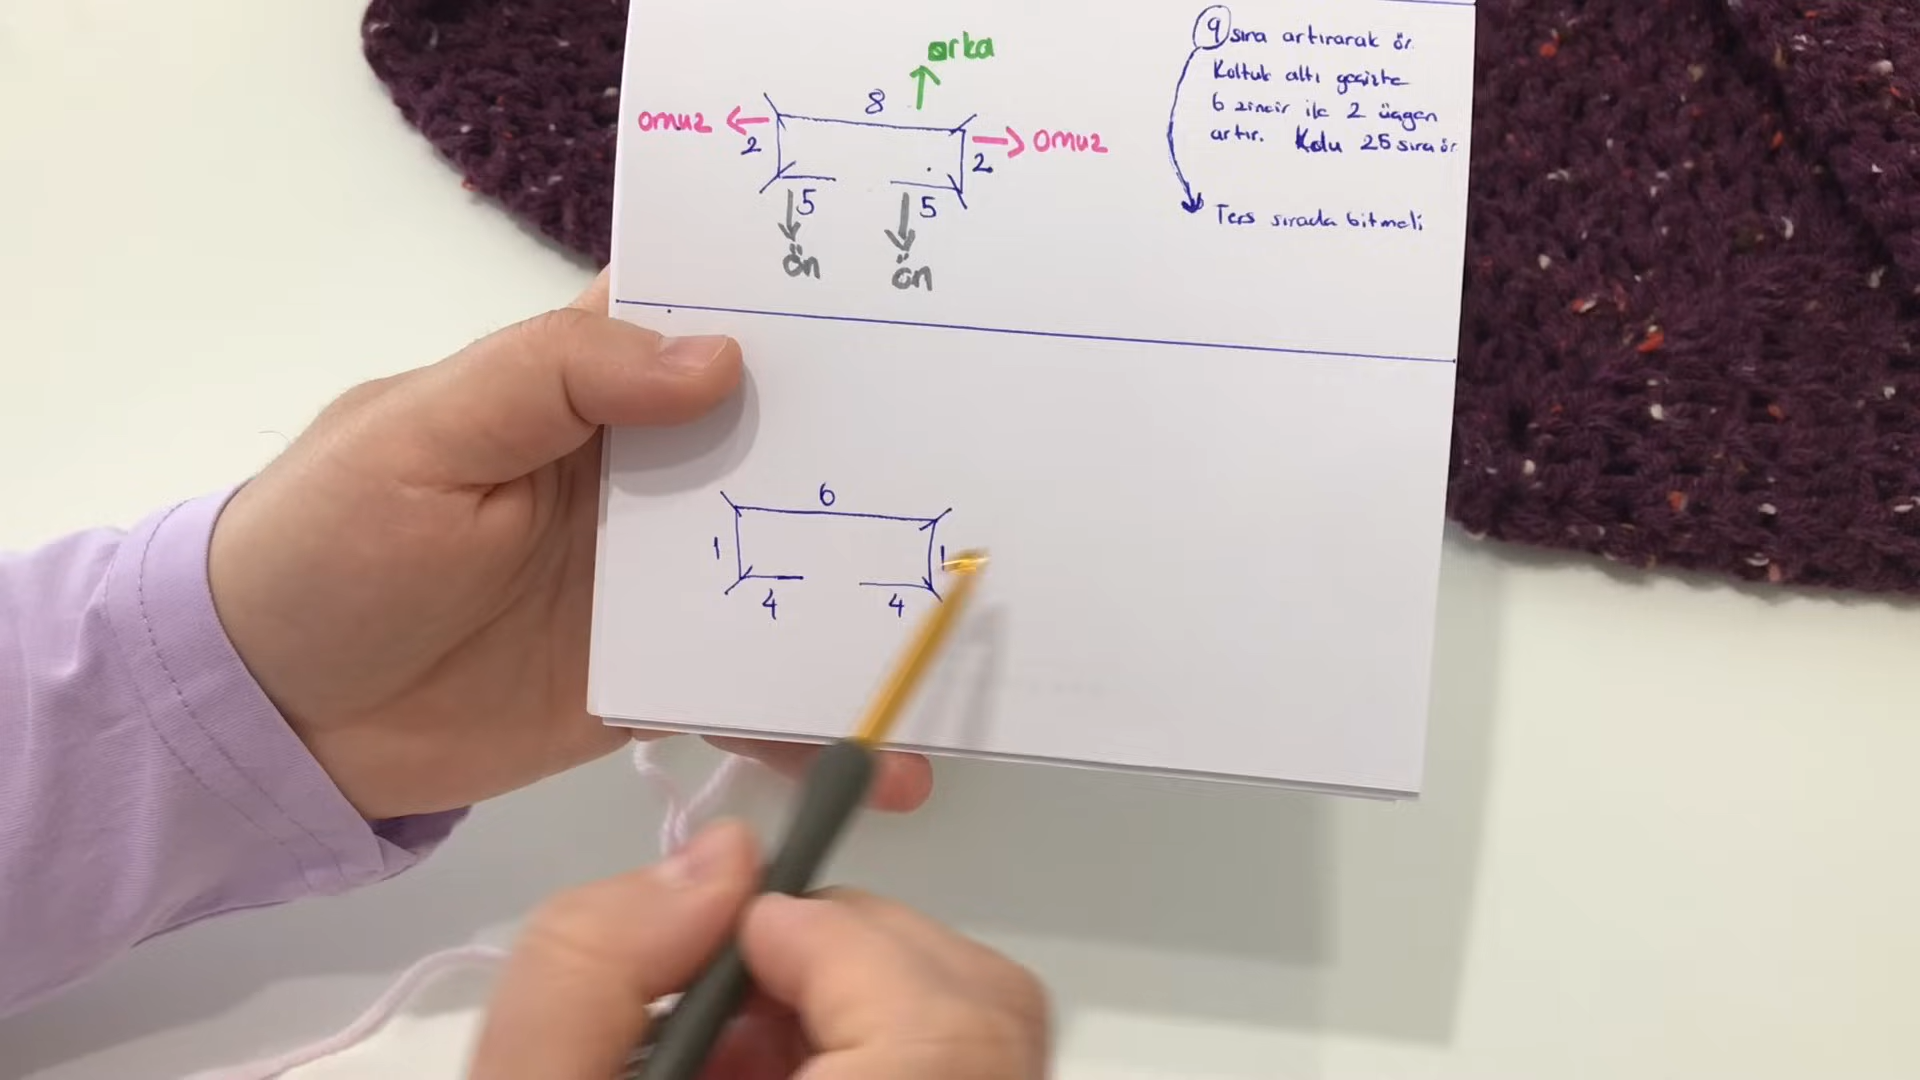 arka
8
omuz
omuz
2
2
5
5
ön
ön
9 sıra artırarak ör.
Koltuk altı geçişte
6 zincir ile 2 üçgen
artır. Kolu 25 sıra ör
Ters sırada bitmeli
6
1
1
4
4